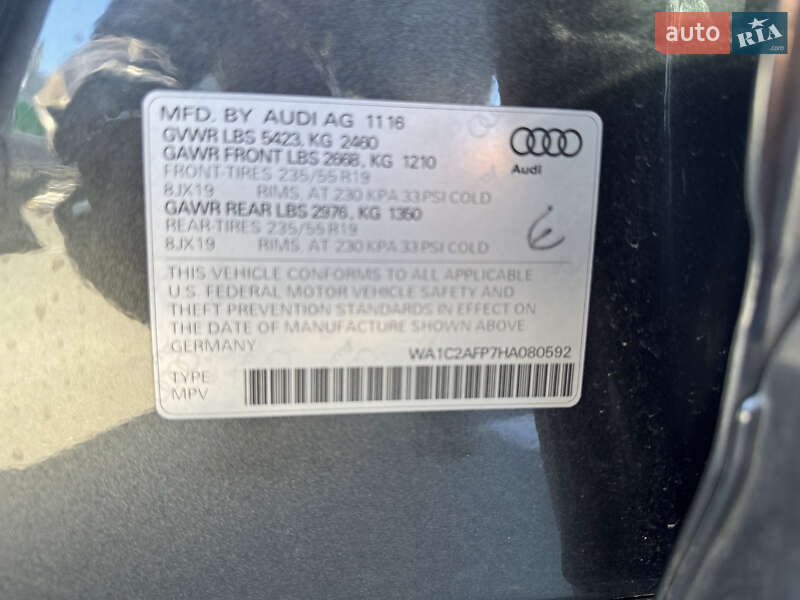 auto RIA .com
MFD. BY AUDI AG 11 16
GVWR LBS 5423, KG 2460
GAWR FRONT LBS 2668, KG 1210
FRONT-TIRES 235/55 R19
8JX19 RIMS, AT 230 KPA 33 PSI COLD
GAWR REAR LBS 2976, KG 1350
REAR-TIRES 235/55 R19
8JX19 RIMS, AT 230 KPA 33 PSI COLD
Audi
THIS VEHICLE CONFORMS TO ALL APPLICABLE
U.S. FEDERAL MOTOR VEHICLE SAFETY AND
THEFT PREVENTION STANDARDS IN EFFECT ON
THE DATE OF MANUFACTURE SHOWN ABOVE.
GERMANY WA1C2AFP7HA080592
TYPE
MPV